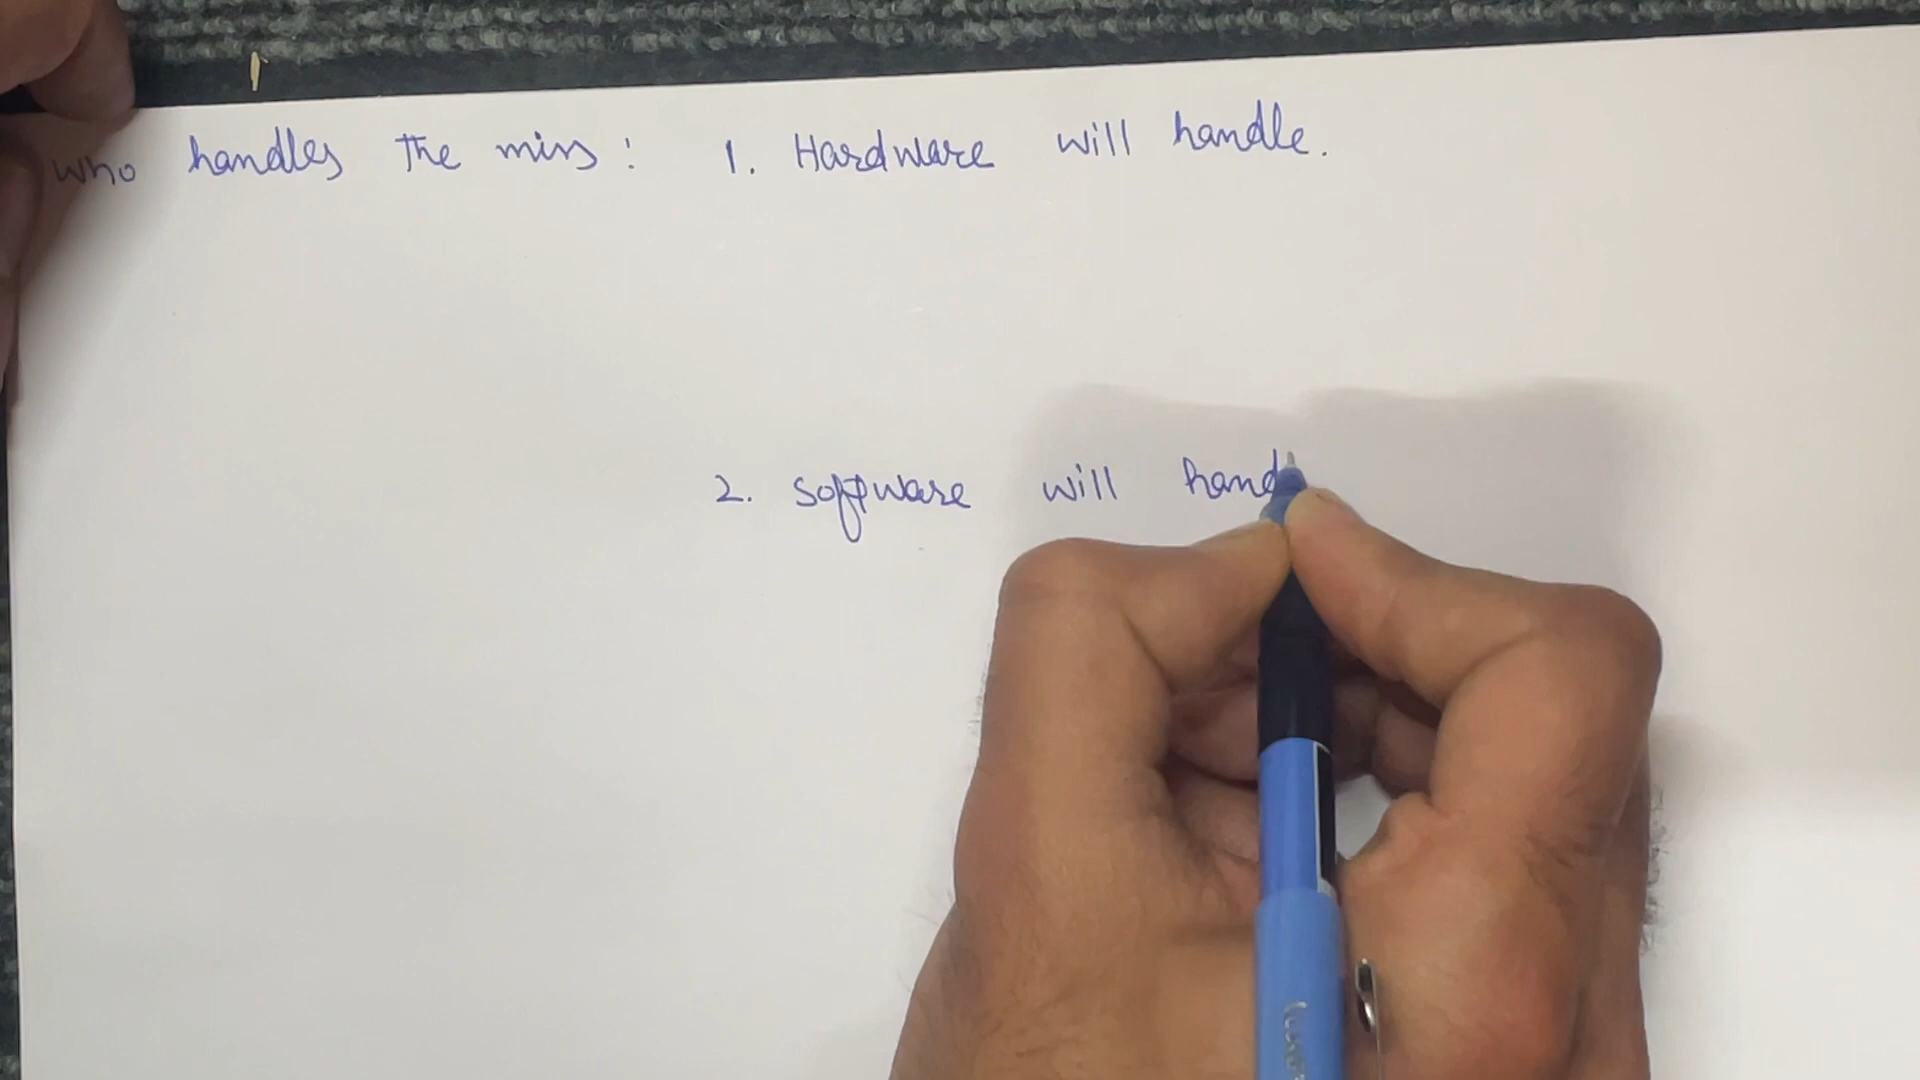 Who handles the miss : 1. Hardware will handle.
2. software will hand